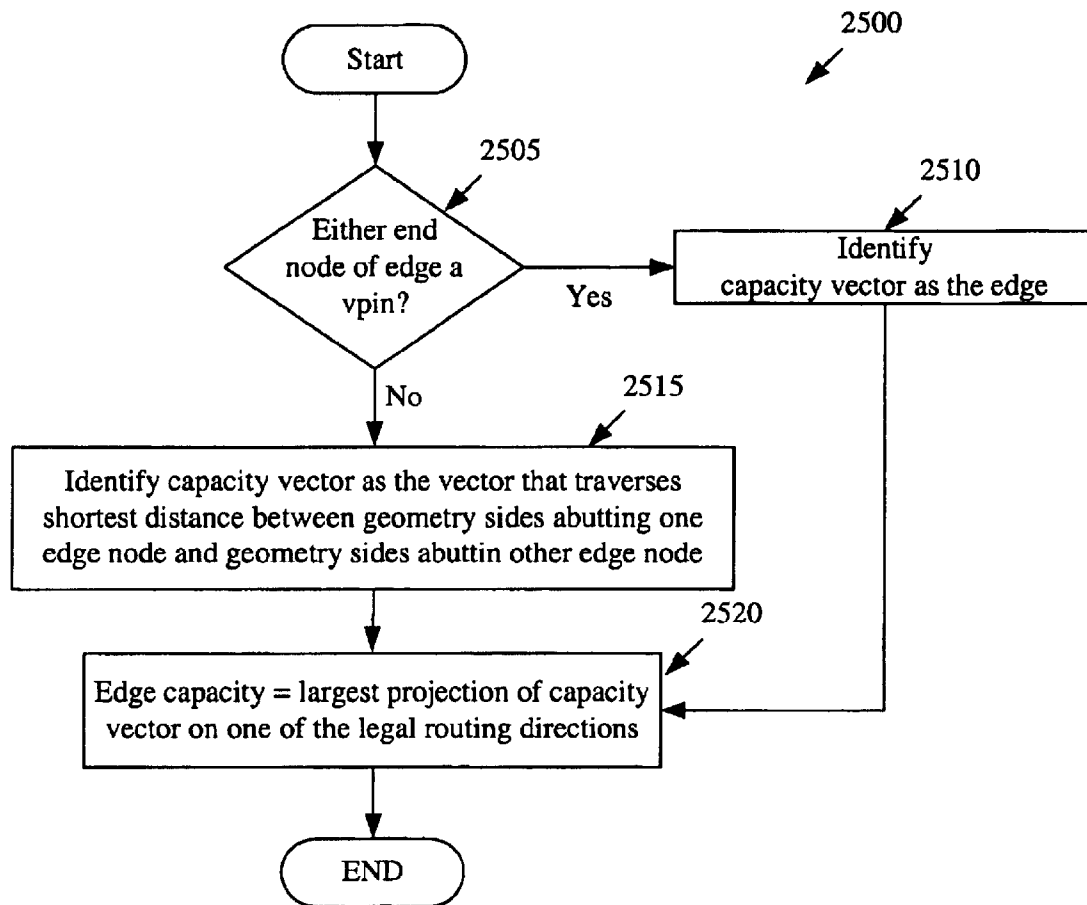 2500
Start
2505
Either end
node of edge a
vpin?
Yes
2510
Identify
capacity vector as the edge
No
2515
Identify capacity vector as the vector that traverses
shortest distance between geometry sides abutting one
edge node and geometry sides abuttin other edge node
2520
Edge capacity = largest projection of capacity
vector on one of the legal routing directions
END